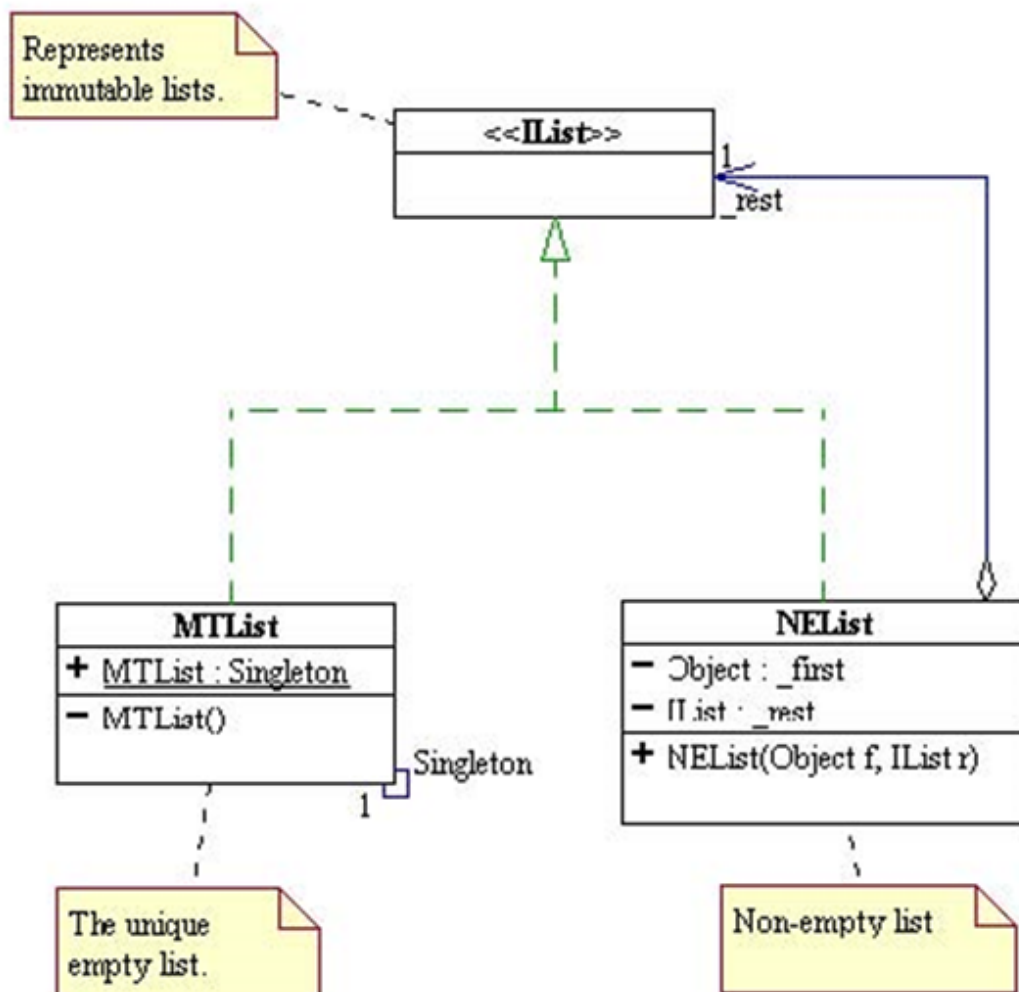 Represents
immutable lists.
<<IList>>
1
_rest
MTList
+ MTList : Singleton
− MTList()
Singleton
1
NEList
− Object : _first
− IList : _rest
+ NEList(Object f, IList r)
The unique
empty list.
Non-empty list